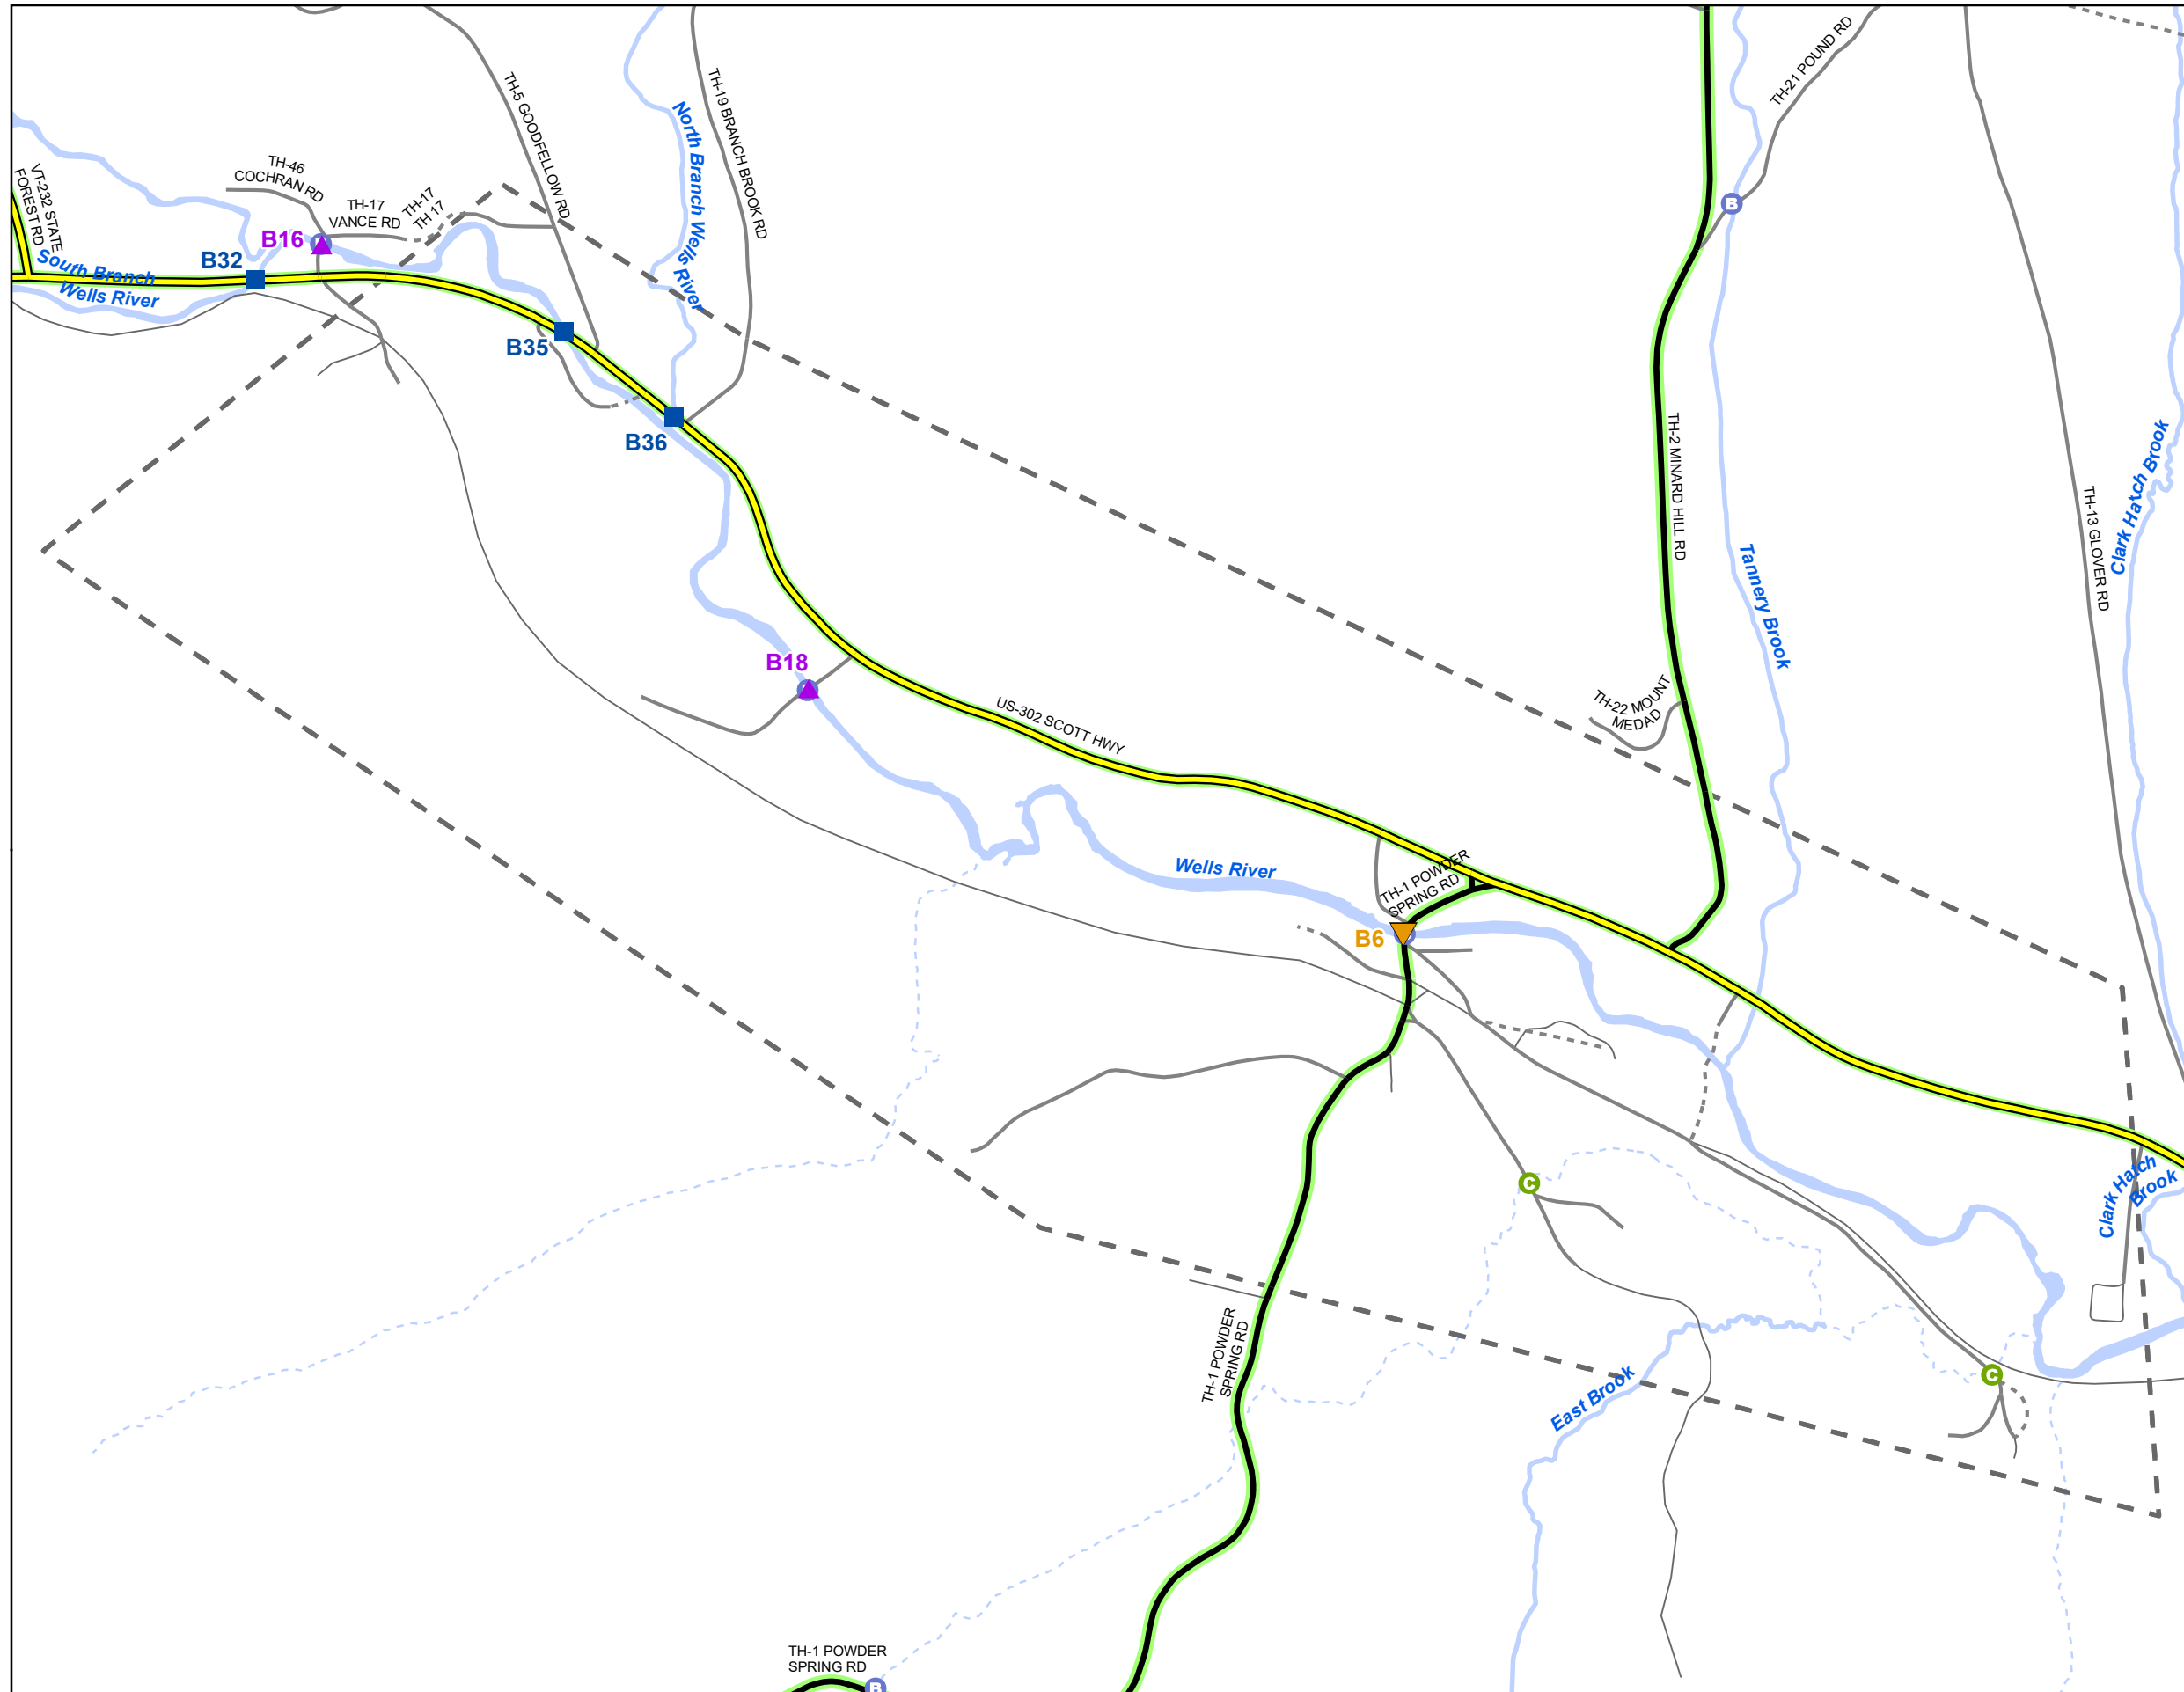 TH-5 GOODFELLOW RD
North Branch Wells River
TH-19 BRANCH BROOK RD
TH-21 POUND RD
B
VT-232 STATE
FOREST RD
TH-46
COCHRAN RD
TH-17
VANCE RD
TH-17
TH 17
B16
B32
South Branch
Wells River
B35
B36
TH-2 MINARD HILL RD
Tannery Brook
TH-13 GLOVER RD
Clark Hatch Brook
B18
US-302 SCOTT HWY
TH-22 MOUNT
MEDAD
Wells River
TH-1 POWDER
SPRING RD
B6
C
Clark Hatch
Brook
TH-1 POWDER
SPRING RD
East Brook
C
TH-1 POWDER
SPRING RD
B